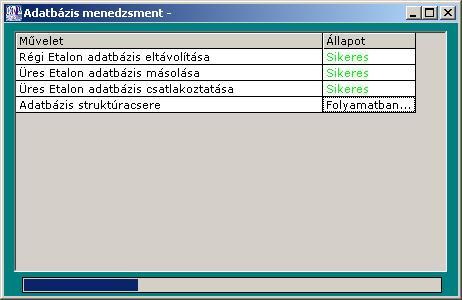 Adatbázis menedzsment -
Művelet Állapot
Régi Etalon adatbázis eltávolítása Sikeres
Üres Etalon adatbázis másolása Sikeres
Üres Etalon adatbázis csatlakoztatása Sikeres
Adatbázis struktúracsere Folyamatban...